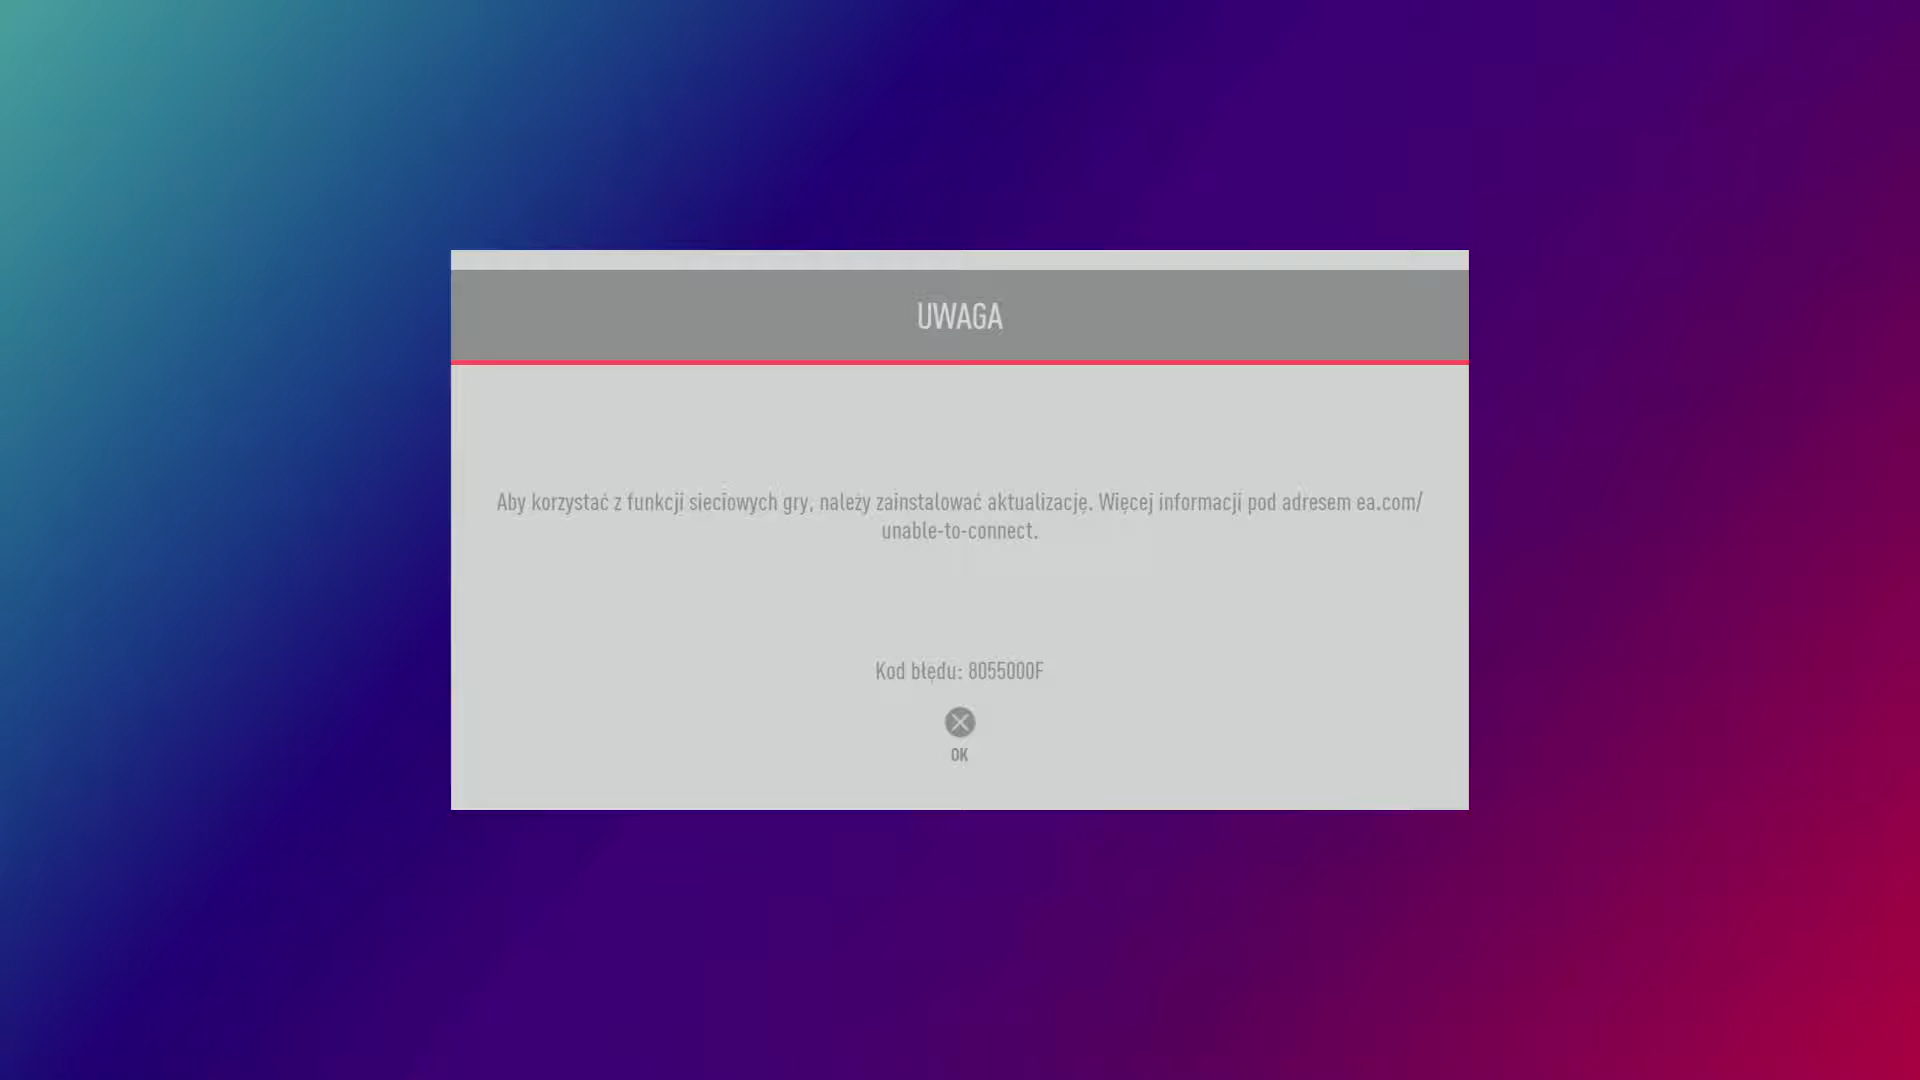 UWAGA
Aby korzystać z funkcji sieciowych gry, należy zainstalować aktualizację. Więcej informacji pod adresem ea.com/
unable-to-connect.
Kod błędu: 8055000F
OK